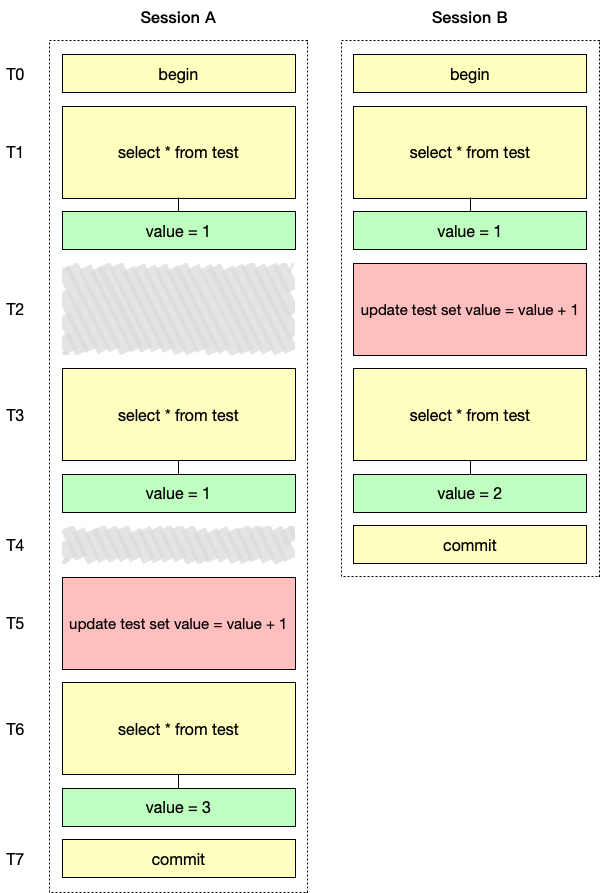 Session A
Session B
T0
begin
begin
T1
select * from test
select * from test
value = 1
value = 1
T2
update test set value = value + 1
T3
select * from test
select * from test
value = 1
value = 2
T4
commit
T5
update test set value = value + 1
T6
select * from test
value = 3
T7
commit